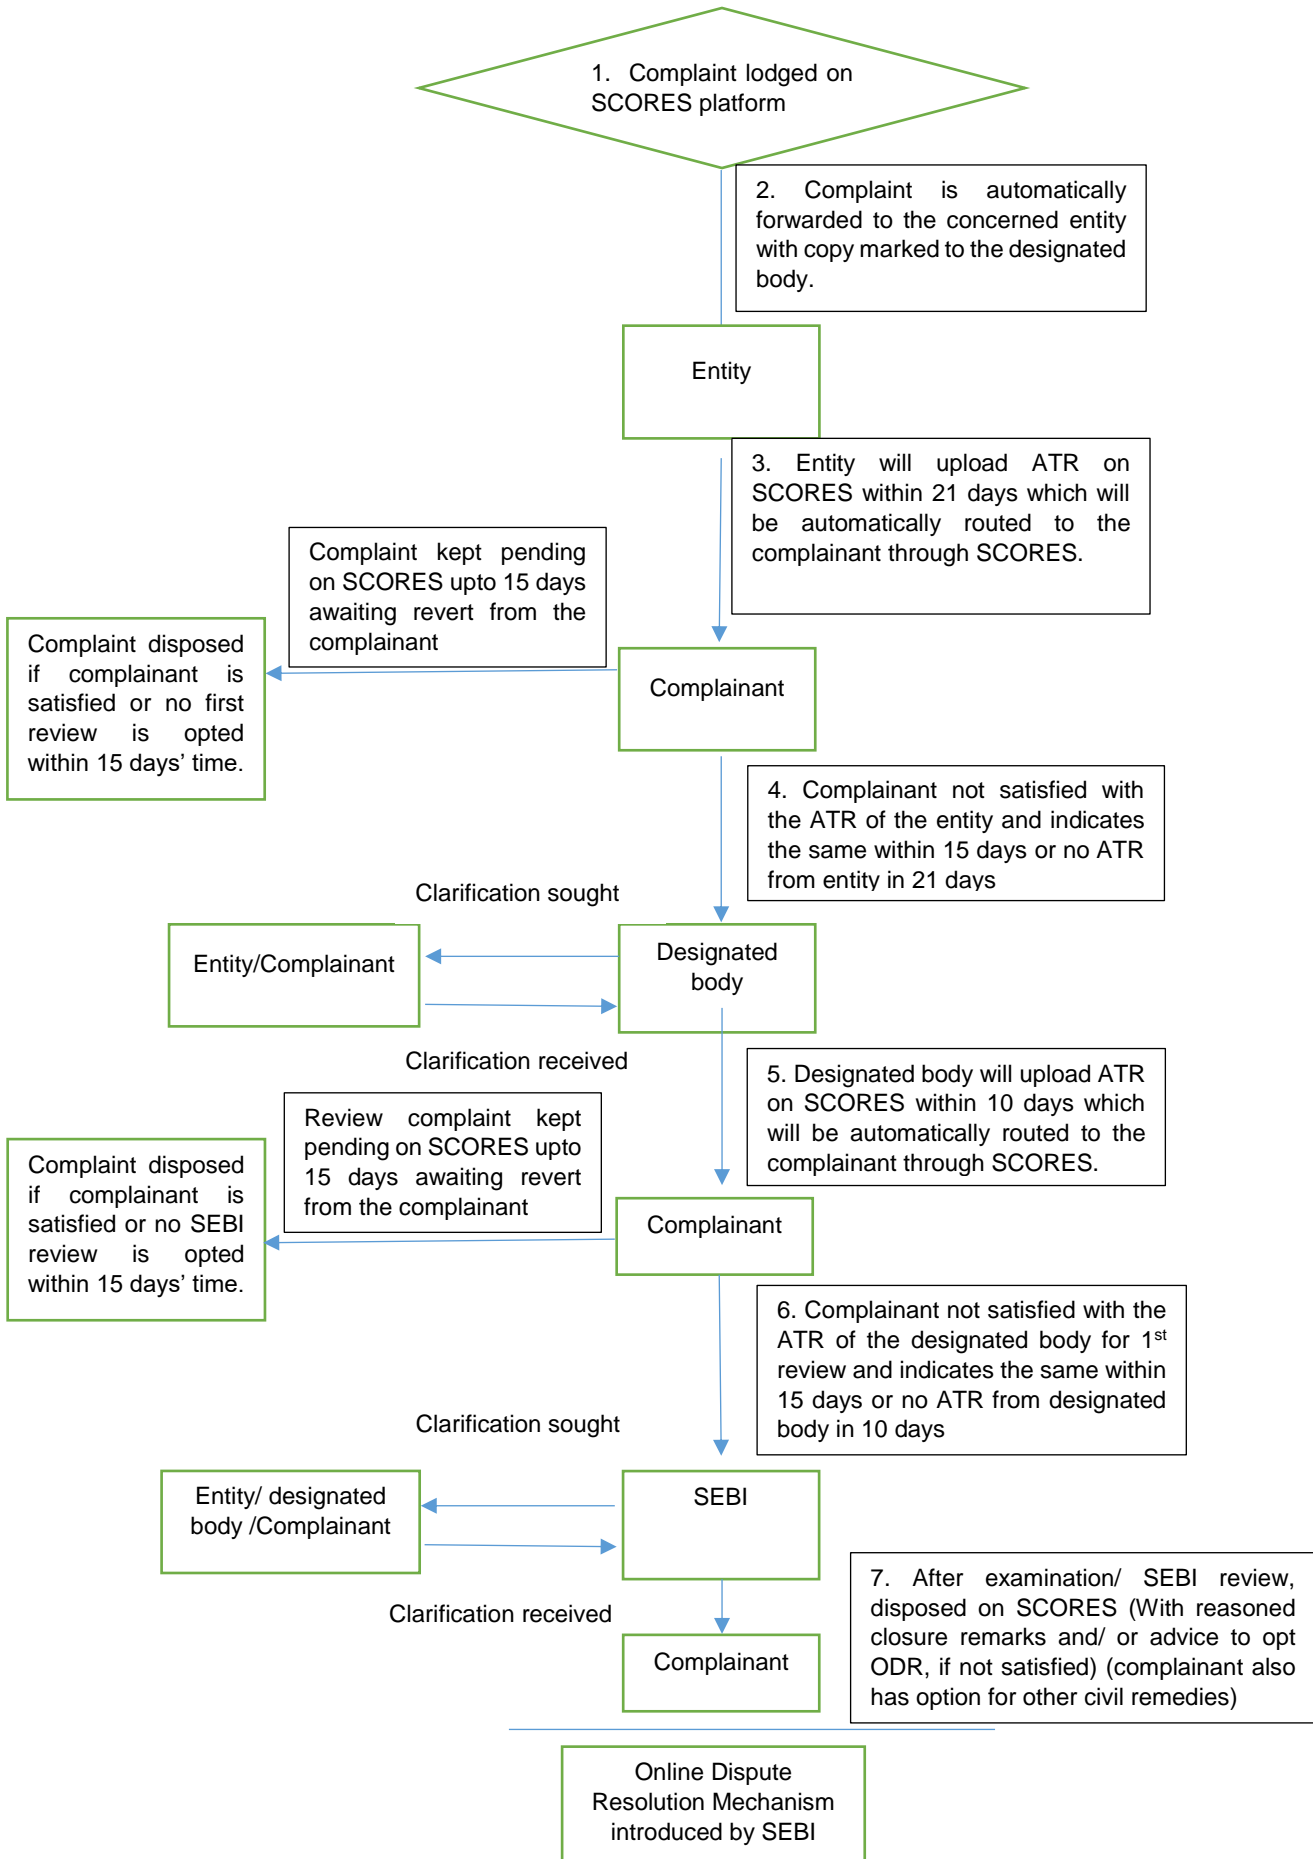 1. Complaint lodged on
SCORES platform
2. Complaint is automatically
forwarded to the concerned entity
with copy marked to the designated
body.
Entity
3. Entity will upload ATR on
SCORES within 21 days which will
be automatically routed to the
complainant through SCORES.
Complaint kept pending
on SCORES upto 15 days
awaiting revert from the
complainant
Complaint disposed
if complainant is
satisfied or no first
review is opted
within 15 days’ time.
Complainant
4. Complainant not satisfied with
the ATR of the entity and indicates
the same within 15 days or no ATR
from entity in 21 days
Clarification sought
Entity/Complainant
Designated
body
Clarification received
5. Designated body will upload ATR
on SCORES within 10 days which
will be automatically routed to the
complainant through SCORES.
Review complaint kept
pending on SCORES upto
15 days awaiting revert
from the complainant
Complaint disposed
if complainant is
satisfied or no SEBI
review is opted
within 15 days’ time.
Complainant
6. Complainant not satisfied with the
ATR of the designated body for 1st
review and indicates the same within
15 days or no ATR from designated
body in 10 days
Clarification sought
Entity/ designated
body /Complainant
SEBI
Clarification received
7. After examination/ SEBI review,
disposed on SCORES (With reasoned
closure remarks and/ or advice to opt
ODR, if not satisfied) (complainant also
has option for other civil remedies)
Complainant
Online Dispute
Resolution Mechanism
introduced by SEBI